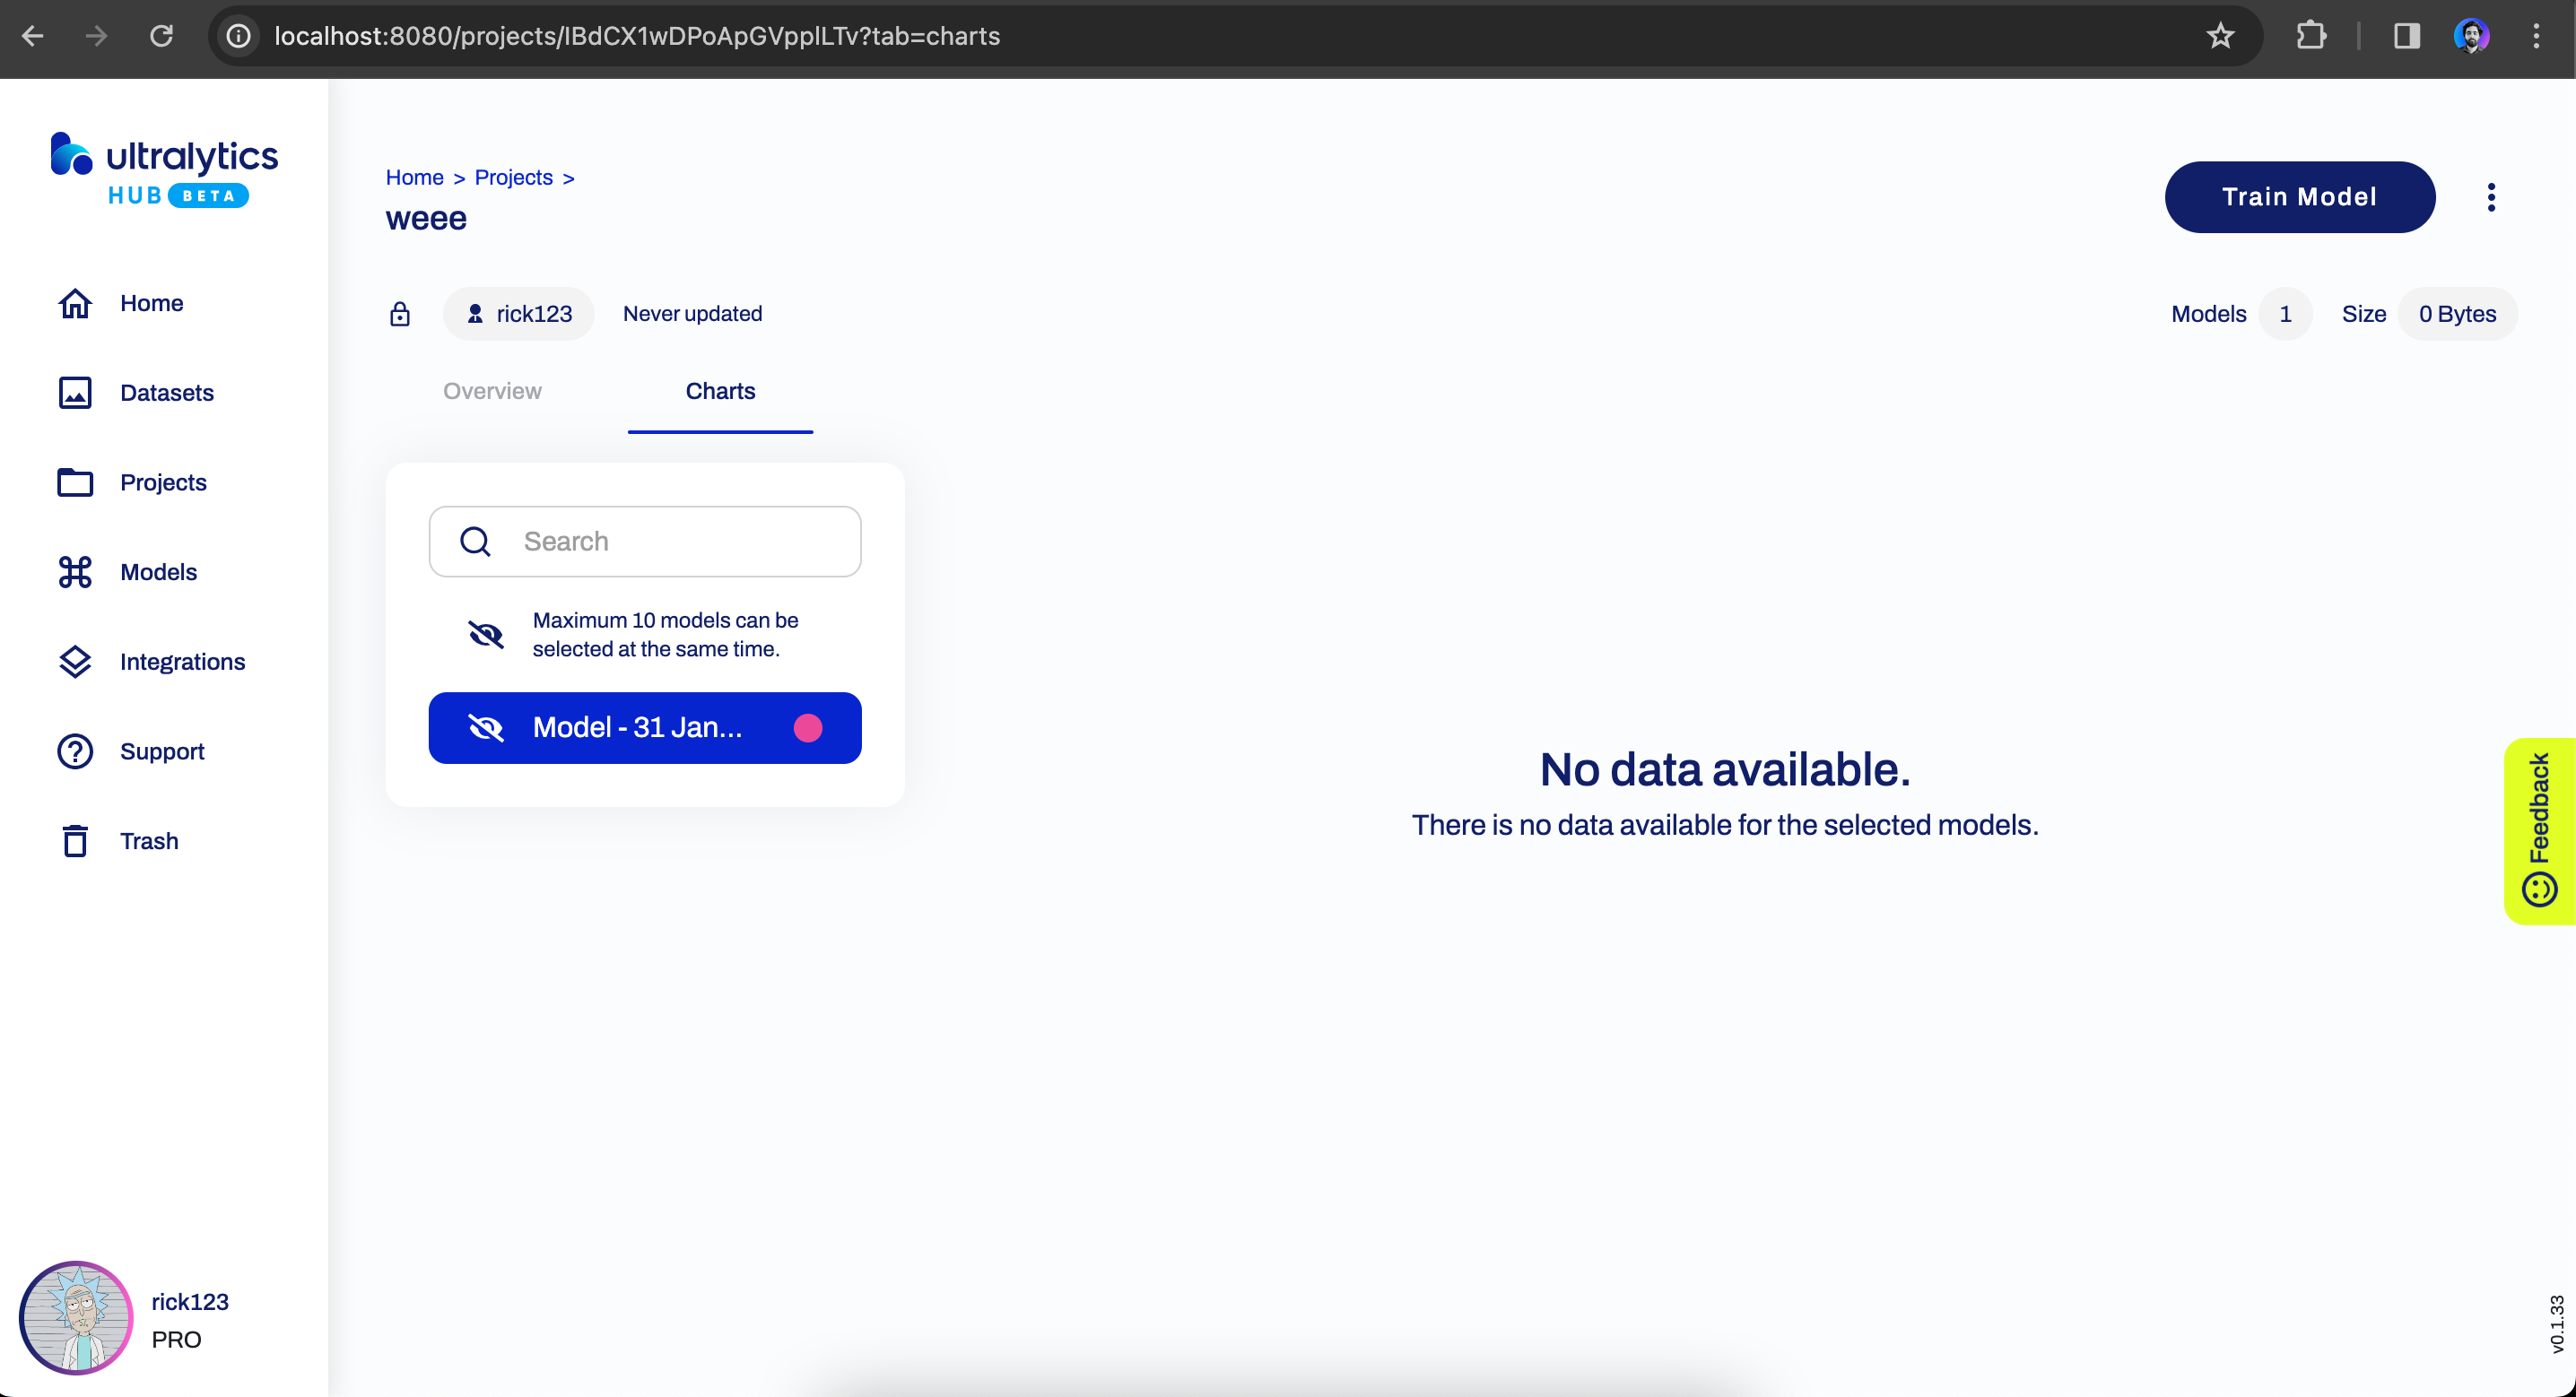 localhost:8080/projects/IBdCX1wDPoApGVpplLTv?tab=charts
ultralytics
HUB BETA
Home
Datasets
Projects
Models
Integrations
Support
Trash
rick123
PRO
Home > Projects >
weee
Train Model
rick123
Never updated
Models 1 Size 0 Bytes
Overview
Charts
Search
Maximum 10 models can be
selected at the same time.
Model - 31 Jan...
No data available.
There is no data available for the selected models.
Feedback
v0.1.33